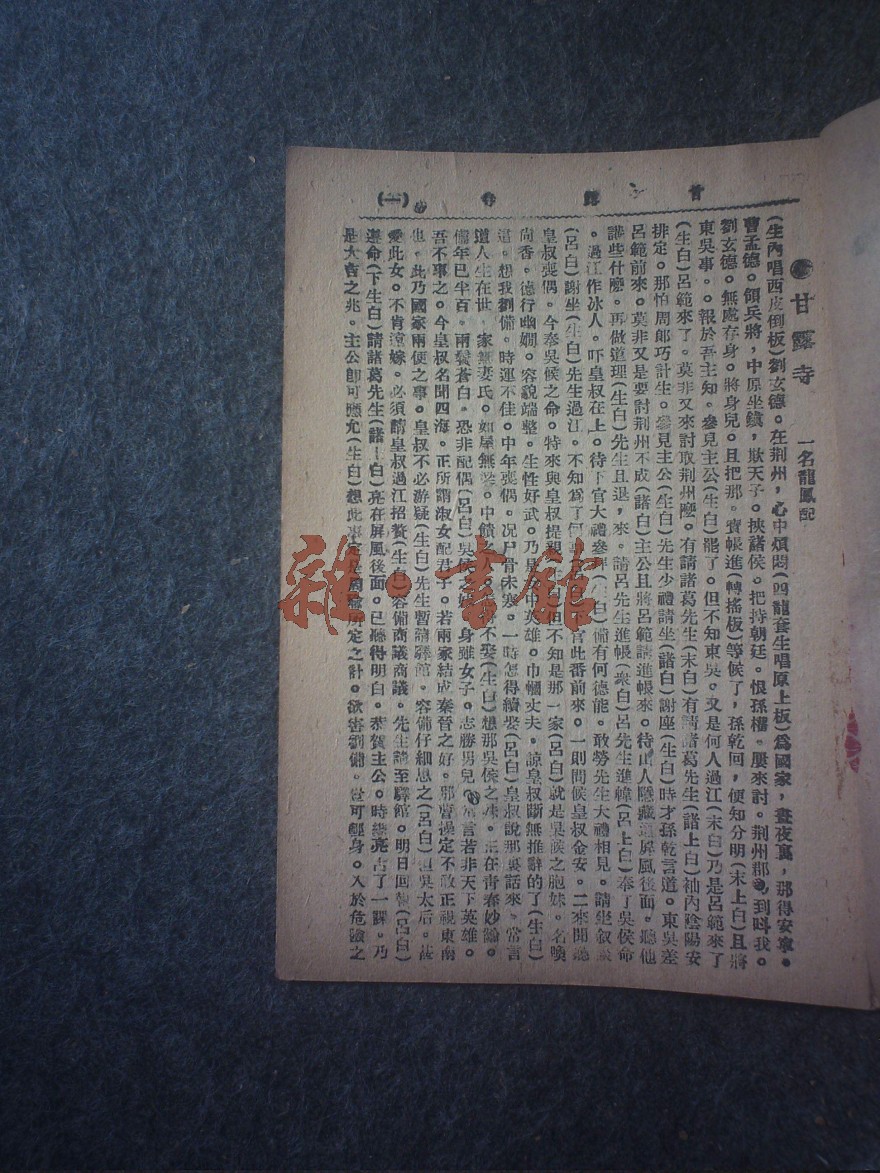 甘露寺 (一)
甘露寺 一名龍鳳配
(生內唱西皮倒板)劉玄德。在荆州，心中煩悶(四龍套生唱原上板)爲國家，晝夜裏，那得安寧。
曹孟德。領兵將，中原坐鎮，欺天子。挾諸侯。把持朝廷。恨孫權。屢來討。荆州郡，到呌我。
劉玄德。無處存身。將身兒。且把那。寶帳進(轉搖板)等候了，孫乾回，便知分明(末上白)且將
東吳事。。報於吾主知。參見主公(生白)罷了。但不知東吳。又是何人過江(末白)乃是呂範來了
(生白)呂範來了。莫非又來討取荆州麽。有請諸葛先生(末白)有請諸葛先生(諸上白)袖內陰陽安
排定。那怕周郎巧計生。參見主公(生白)先生少禮請坐(諸白)謝座(生白)時才孫乾言道。東吳差
呂範前來。莫非又是要討荆州不成(諸白)主公且將呂範請進帳來。待山人隱藏這屏風後面。聽他
講些什麽。再做道理(生白)先生且退，來。請呂先生進帳(衆白)呂先生進幃(呂上白)奉了吳侯命
。過江作冰人。吓皇叔在上。待下官大禮參拜(生白)備有何德能。敢勞先生大禮相見。請坐叙談
(呂白)謝坐(生白)先生過江。不知爲了何事下官此番前來。一則問候皇叔金安。二來聞聽
皇叔喪偶。今奉吳侯之命。特來與皇叔提親白)但不知是那一家(呂白)就是吳候之胞妹。名喚
尚香。德行幽嫻。容貌端整。生性好武。乃是女中英雄。巾幗丈夫。諒皇叔斷無推辭的了(生白)
這。想我劉備。時運不佳。中年喪偶。况尸骨未寒。一時怎得續娶(呂白)皇叔說那裏話來。常言
道人生在世。家無妻氏。如屋無梁。中饋之人。不娶(生白)想那吳侯之妹。正在青春妙齡。
備年已半百。兩鬢蒼白。恐非配偶(呂白)吳侯之妹。身雖女子。志勝男兒。常言若非天下英雄。
吾不事之。今皇叔名聞四海。正所謂淑女配君子。若兩家結成秦晉之好。那曹操定不敢正視東南
也。此乃國家兩便之事。皇叔不必游疑(生白)先生暫請驛館。容備仔細思之(呂白)但吳太后。甚
愛此女。不肯遠嫁。必須請皇叔過江招贅(生白)容備商議商議。先生請至驛館。明日回報(呂白)
遵命(下生白)請諸葛先生(諸上白)亮在屏風後面。已聽得明白。恭賀主公。時纔亮占了一課。乃
是大吉之兆。主公卽可應允(生白)想此事定是周郎所定之計。欲害劉備。豈可輕身。入於危險之
雜·書館